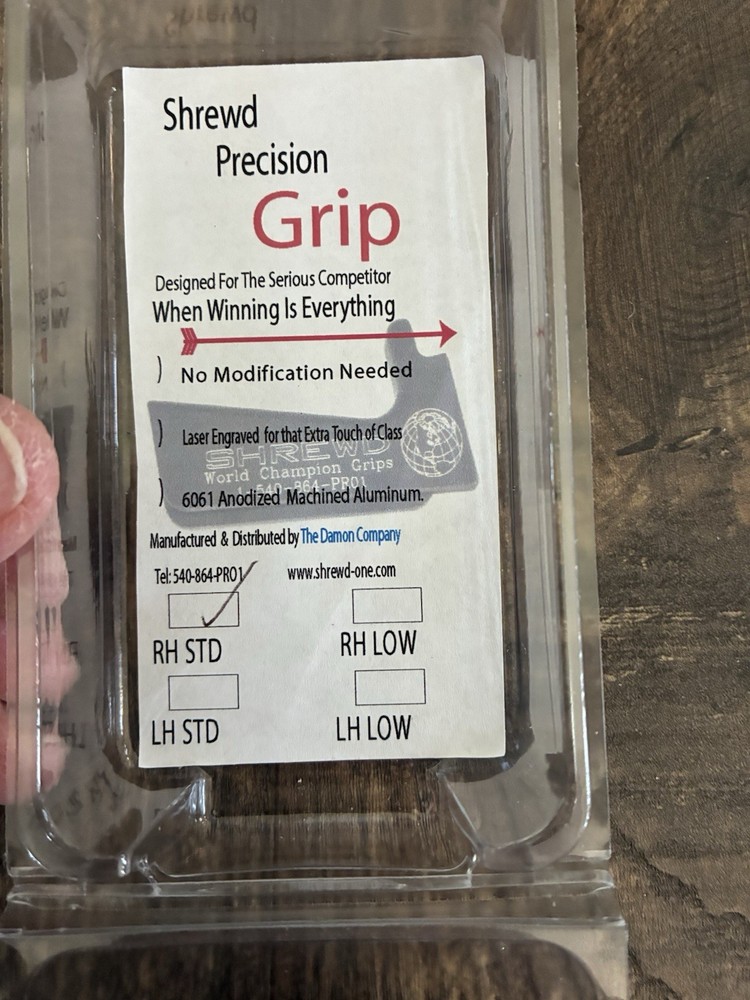 Shrewd
Precision
Grip
Designed For The Serious Competitor
When Winning Is Everything
) No Modification Needed
) Laser Engraved for that Extra Touch of Class
SHREWD
World Champion Grips
540-864-PRO1
) 6061 Anodized Machined Aluminum.
Manufactured & Distributed by The Damon Company
Tel: 540-864-PRO1 www.shrewd-one.com
RH STD RH LOW
LH STD LH LOW